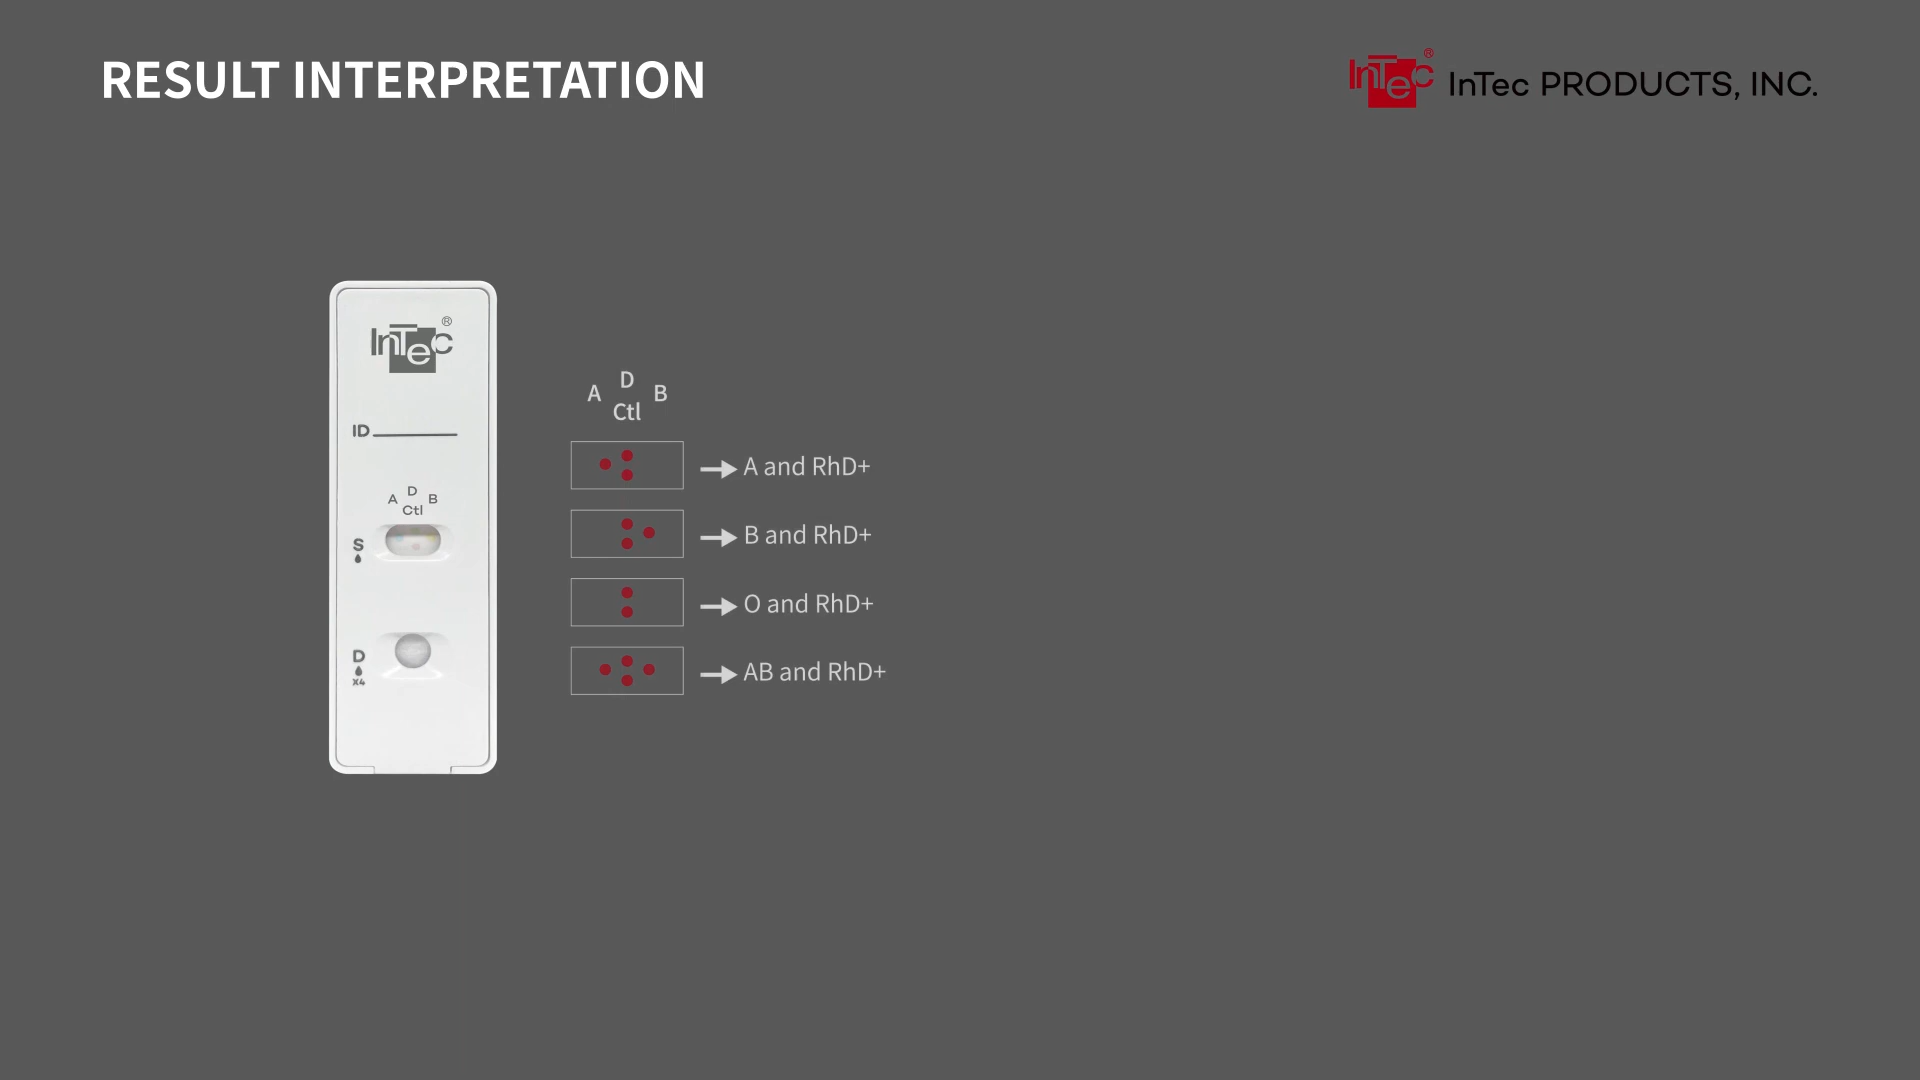 RESULT INTERPRETATION
InTec® InTec PRODUCTS, INC.
InTec®
ID
A D B
Ctl
S
D
X4
A D B
Ctl
A and RhD+
B and RhD+
O and RhD+
AB and RhD+